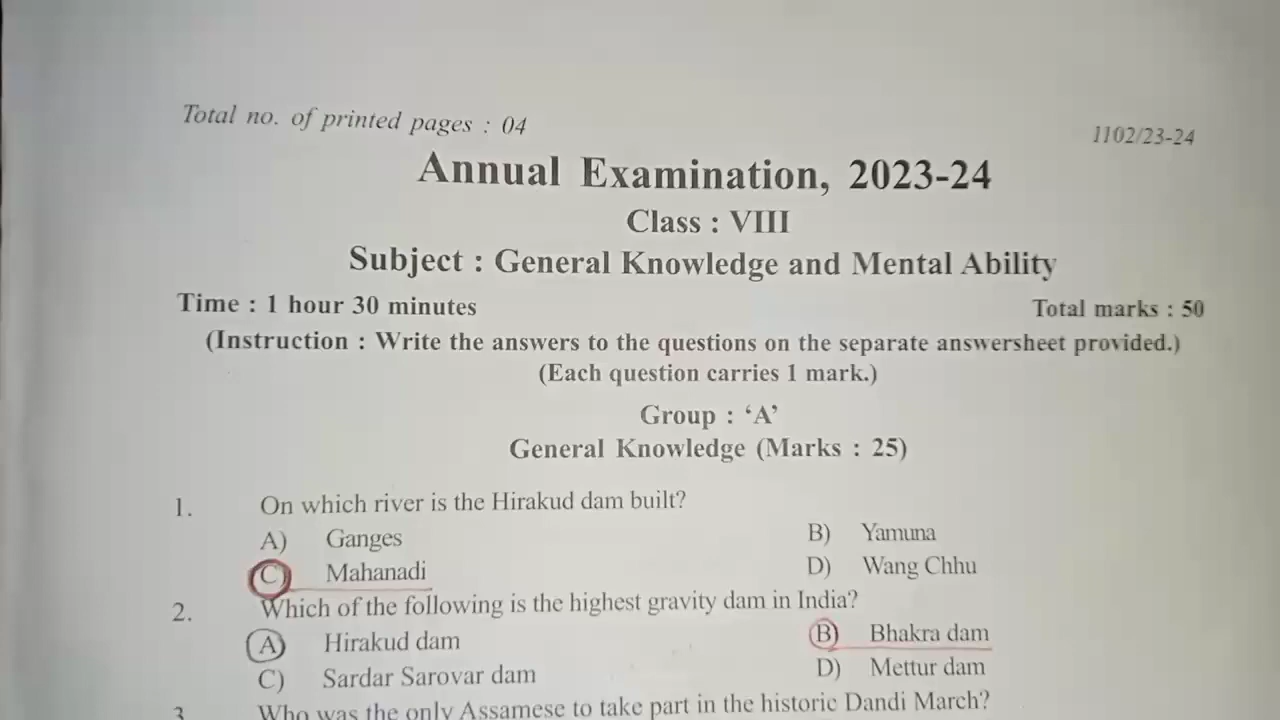 Total no. of printed pages : 04
1102/23-24
Annual Examination, 2023-24
Class : VIII
Subject : General Knowledge and Mental Ability
Time : 1 hour 30 minutes Total marks : 50
(Instruction : Write the answers to the questions on the separate answersheet provided.)
(Each question carries 1 mark.)
Group : ‘A’
General Knowledge (Marks : 25)
1. On which river is the Hirakud dam built?
A) Ganges B) Yamuna
C) Mahanadi D) Wang Chhu
2. Which of the following is the highest gravity dam in India?
A) Hirakud dam B) Bhakra dam
C) Sardar Sarovar dam D) Mettur dam
3. Who was the only Assamese to take part in the historic Dandi March?